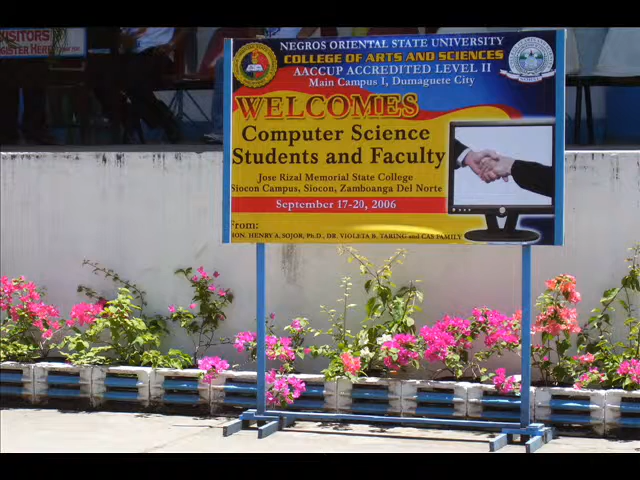 VISITORS
REGISTER HERE
NEGROS ORIENTAL STATE UNIVERSITY
COLLEGE OF ARTS AND SCIENCES
AACCUP ACCREDITED LEVEL II
Main Campus I, Dumaguete City
WELCOMES
Computer Science
Students and Faculty
Jose Rizal Memorial State College
Siocon Campus, Siocon, Zamboanga Del Norte
September 17-20, 2006
From:
HON. HENRY A. SOJOR, Ph.D., DR. VIOLETA B. TARING and CAS FAMILY